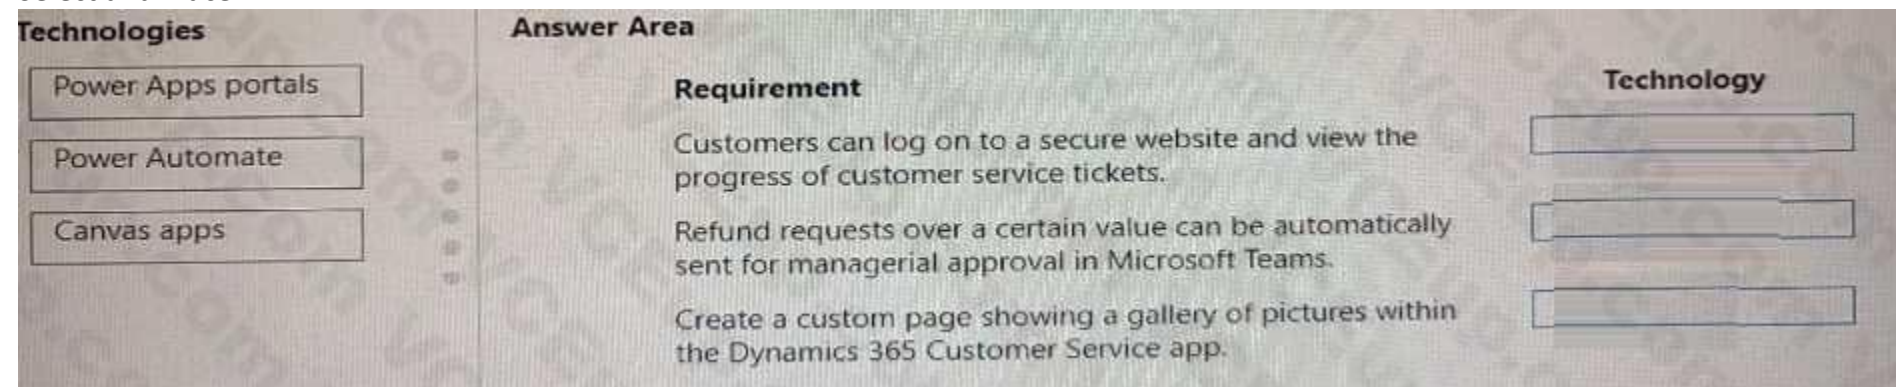 Technologies
Answer Area
Power Apps portals
Power Automate
Canvas apps
Requirement
Technology
Customers can log on to a secure website and view the
progress of customer service tickets.
Refund requests over a certain value can be automatically
sent for managerial approval in Microsoft Teams.
Create a custom page showing a gallery of pictures within
the Dynamics 365 Customer Service app.